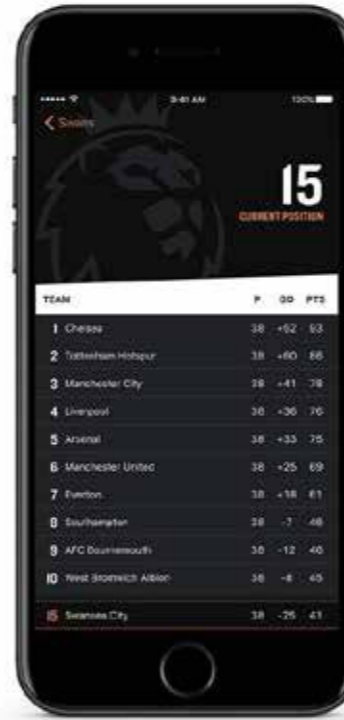 9:41 AM 100%
CURRENT POSITION
15
TEAM P GD PTS
1 Chelsea 38 +52 93
2 Tottenham Hotspur 38 +60 86
3 Manchester City 38 +41 78
4 Liverpool 38 +36 76
5 Arsenal 38 +33 75
6 Manchester United 38 +25 69
7 Everton 38 +18 61
8 Southampton 38 -7 46
9 AFC Bournemouth 38 -12 46
10 West Bromwich Albion 38 -8 45
15 Swansea City 38 -25 41